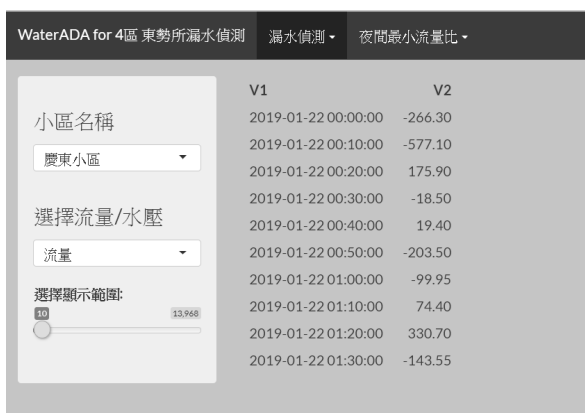 WaterADA for 4區 東勢所漏水偵測 漏水偵測 夜間最小流量比
小區名稱
慶東小區
選擇流量/水壓
流量
選擇顯示範圍:
10 13,968
V1 V2
2019-01-22 00:00:00 -266.30
2019-01-22 00:10:00 -577.10
2019-01-22 00:20:00 175.90
2019-01-22 00:30:00 -18.50
2019-01-22 00:40:00 19.40
2019-01-22 00:50:00 -203.50
2019-01-22 01:00:00 -99.95
2019-01-22 01:10:00 74.40
2019-01-22 01:20:00 330.70
2019-01-22 01:30:00 -143.55